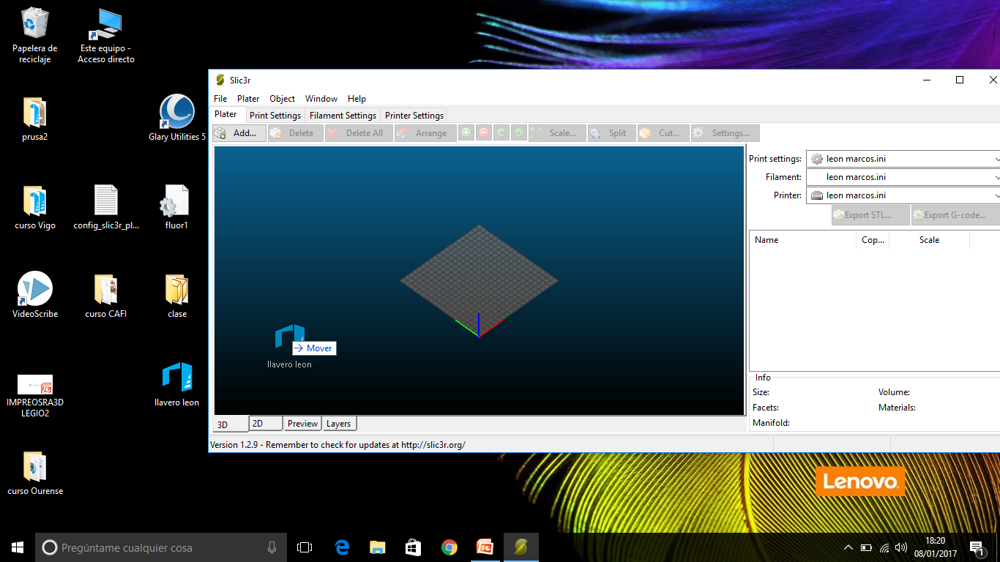 Papelera de
reciclaje
Este equipo -
Acceso directo
prusa2
Glary Utilities 5
curso Vigo
config_slic3r_pl...
fluor1
VideoScribe
curso CAFI
clase
IMPREOSRA3D
LEGIO2
llavero leon
curso Ourense
Slic3r
File Plater Object Window Help
Plater Print Settings Filament Settings Printer Settings
Add... Delete Delete All Arrange Scale... Split Cut... Settings...
Print settings: leon marcos.ini
Filament: leon marcos.ini
Printer: leon marcos.ini
Export STL... Export G-code...
Name Cop... Scale
Mover
llavero leon
Info
Size: Volume:
Facets: Materials:
Manifold:
3D 2D Preview Layers
Version 1.2.9 - Remember to check for updates at http://slic3r.org/
Lenovo
Pregúntame cualquier cosa
18:20
08/01/2017
1